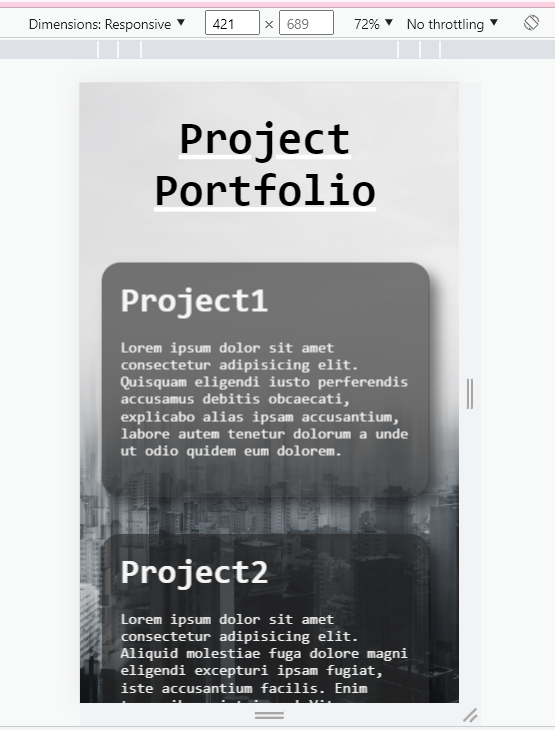 Dimensions: Responsive ▼ 421 × 689 72% ▼ No throttling ▼
Project
Portfolio
Project1
Lorem ipsum dolor sit amet
consectetur adipisicing elit.
Quisquam eligendi iusto perferendis
accusamus debitis obcaecati,
explicabo alias ipsam accusantium,
labore autem tenetur dolorum a unde
ut odio quidem eum dolorem.
Project2
Lorem ipsum dolor sit amet
consectetur adipisicing elit.
Aliquid molestiae fuga dolore magni
eligendi excepturi ipsam fugiat,
iste accusantium facilis. Enim